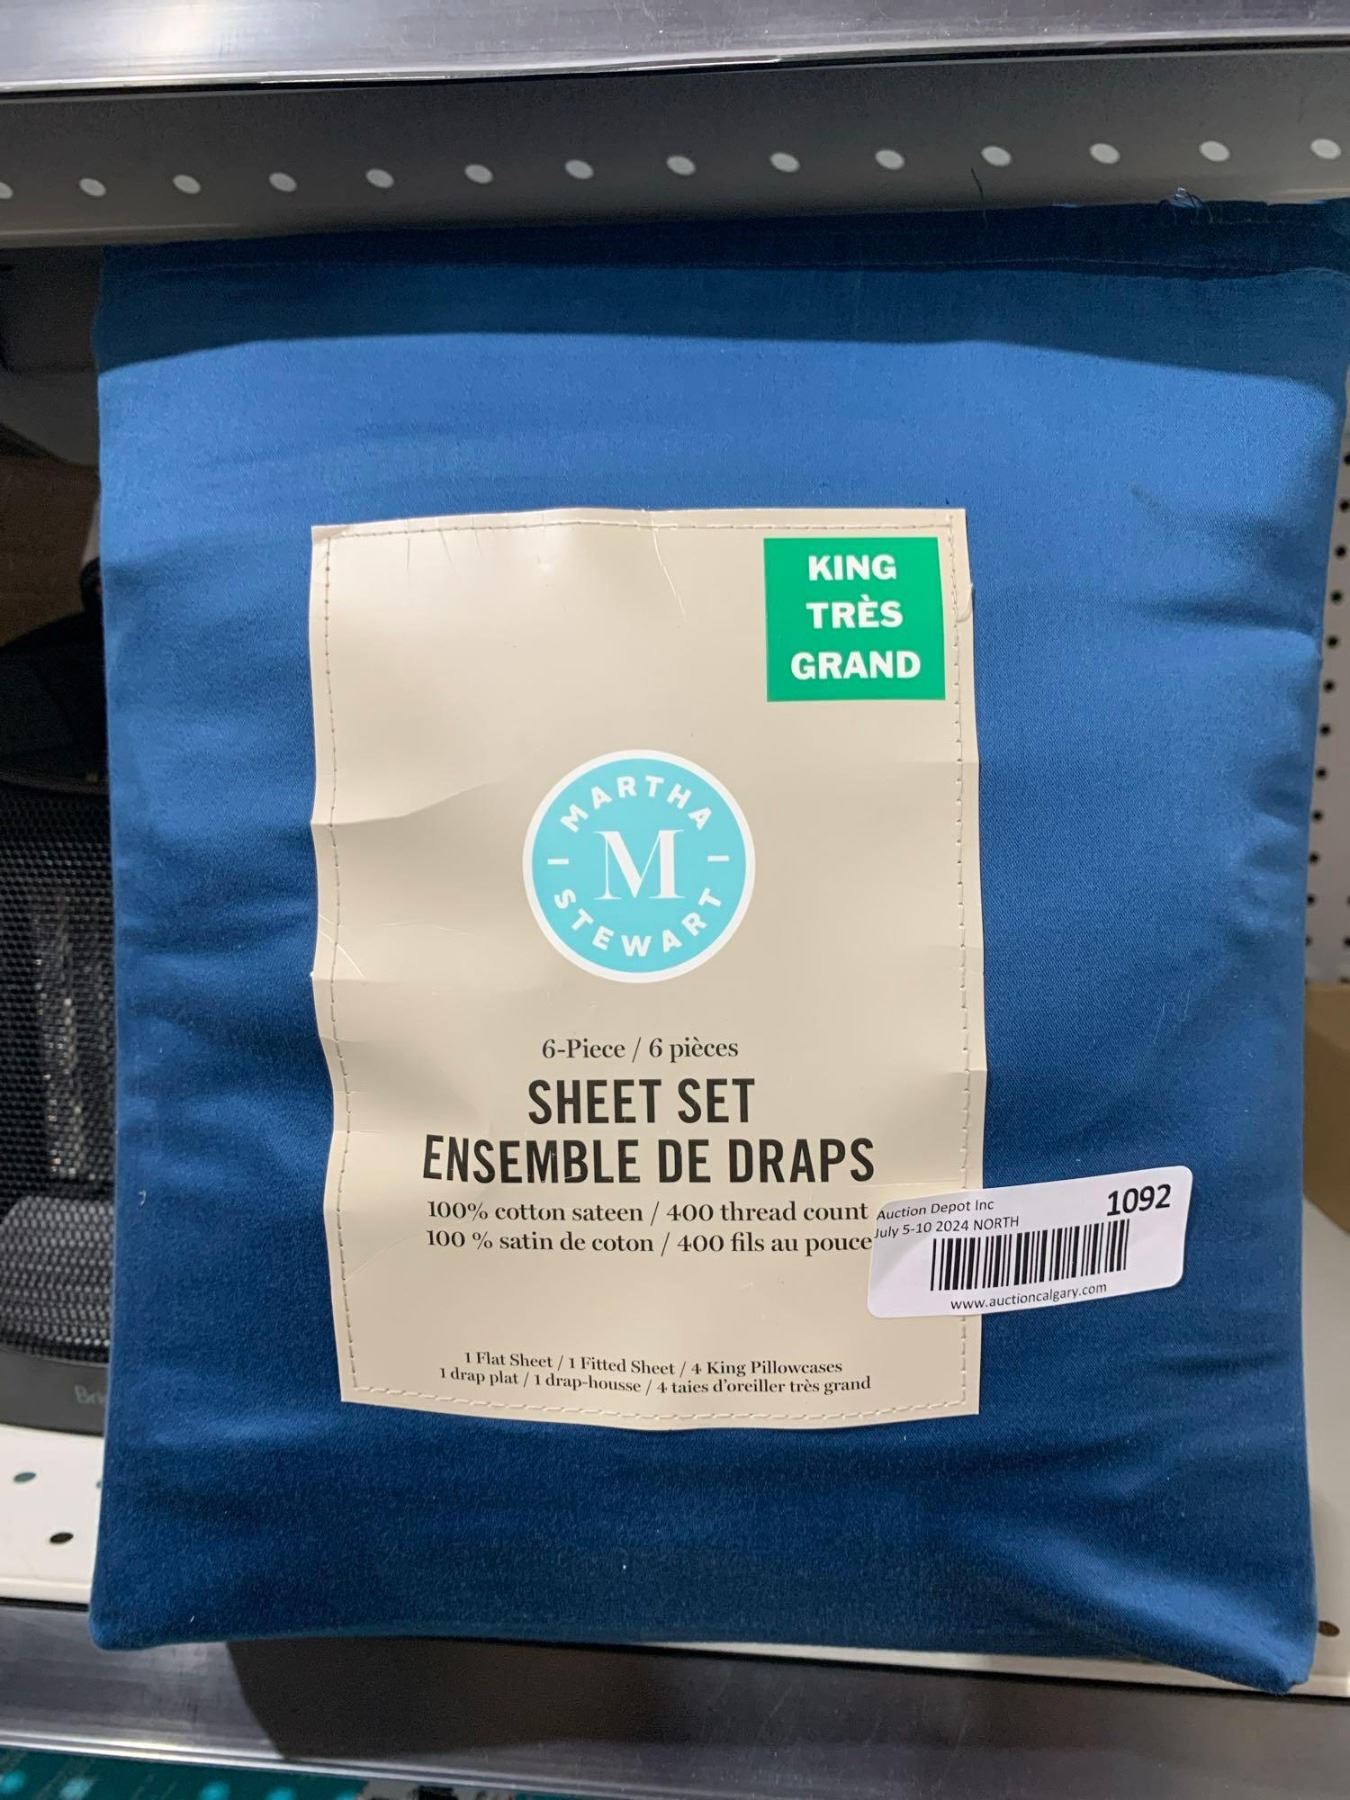 KING
TRÈS
GRAND
MARTHA
M
STEWART
6-Piece / 6 pièces
SHEET SET
ENSEMBLE DE DRAPS
100% cotton sateen / 400 thread count
100 % satin de coton / 400 fils au pouce
Auction Depot Inc
July 5-10 2024 NORTH
1092
www.auctioncalgary.com
1 Flat Sheet / 1 Fitted Sheet / 4 King Pillowcases
1 drap plat / 1 drap-housse / 4 taies d'oreiller très grand